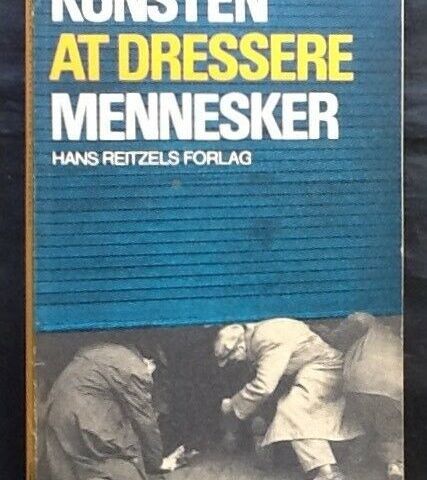 KUNSTEN
AT DRESSERE
MENNESKER
HANS REITZELS FORLAG